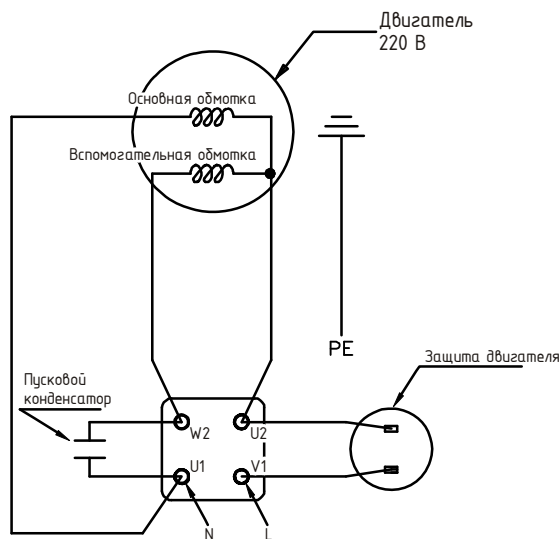 Двигатель
220 В
Основная обмотка
Вспомогательная обмотка
PE
Защита двигателя
Пусковой
конденсатор
W2
U2
U1
V1
N
L